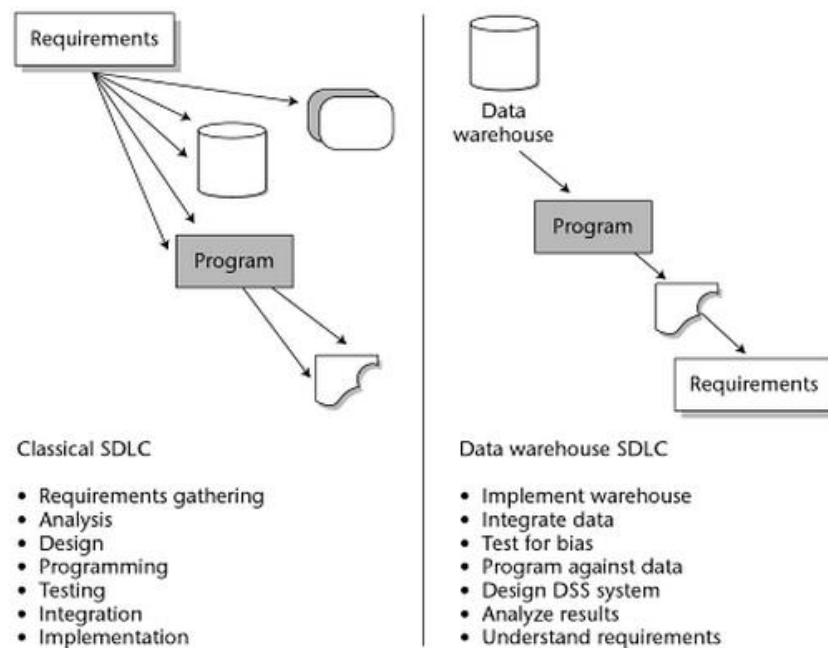 Requirements
Program
Classical SDLC
• Requirements gathering
• Analysis
• Design
• Programming
• Testing
• Integration
• Implementation
Data
warehouse
Program
Requirements
Data warehouse SDLC
• Implement warehouse
• Integrate data
• Test for bias
• Program against data
• Design DSS system
• Analyze results
• Understand requirements